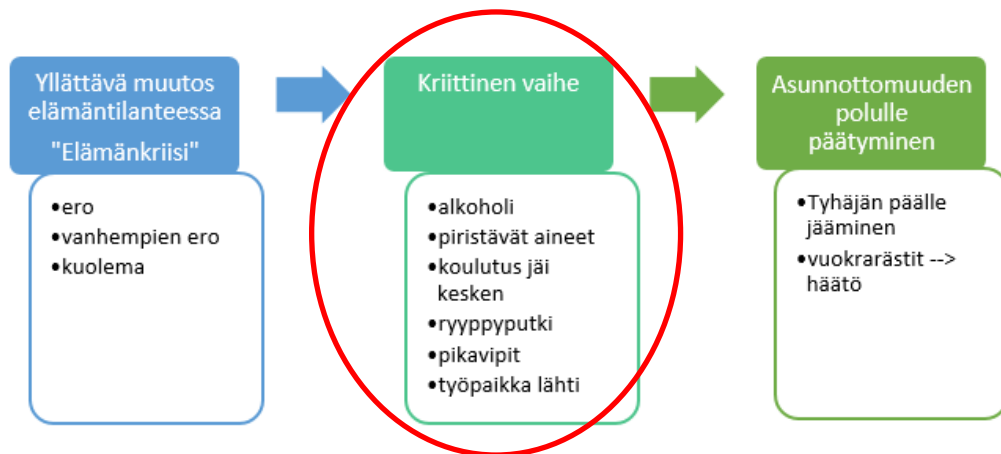 Yllättävä muutos
elämäntilanteessa
"Elämänkriisi"
•ero
•vanhempien ero
•kuolema
Kriittinen vaihe
•alkoholi
•piristävät aineet
•koulutus jäi
kesken
•ryyppyputki
•pikavipit
•työpaikka lähti
Asunnottomuuden
polulle
päätyminen
•Tyhäjän päälle
jääminen
•vuokrarästit -->
häätö